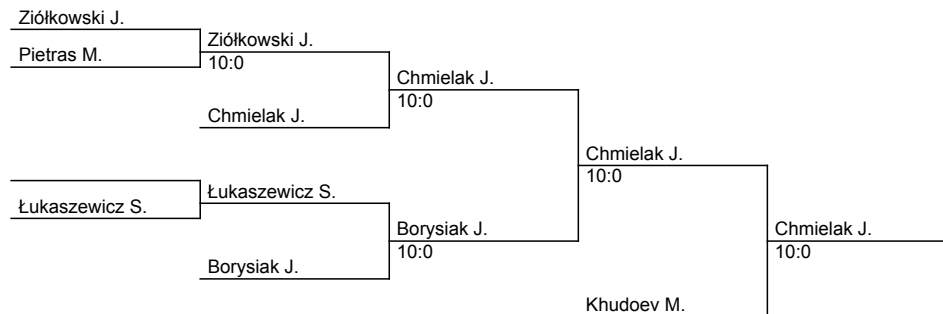 Ziółkowski J.
Pietras M.
Ziółkowski J.
10:0
Chmielak J.
Chmielak J.
10:0
Łukaszewicz S.
Łukaszewicz S.
Borysiak J.
Borysiak J.
10:0
Chmielak J.
10:0
Khudoev M.
Chmielak J.
10:0